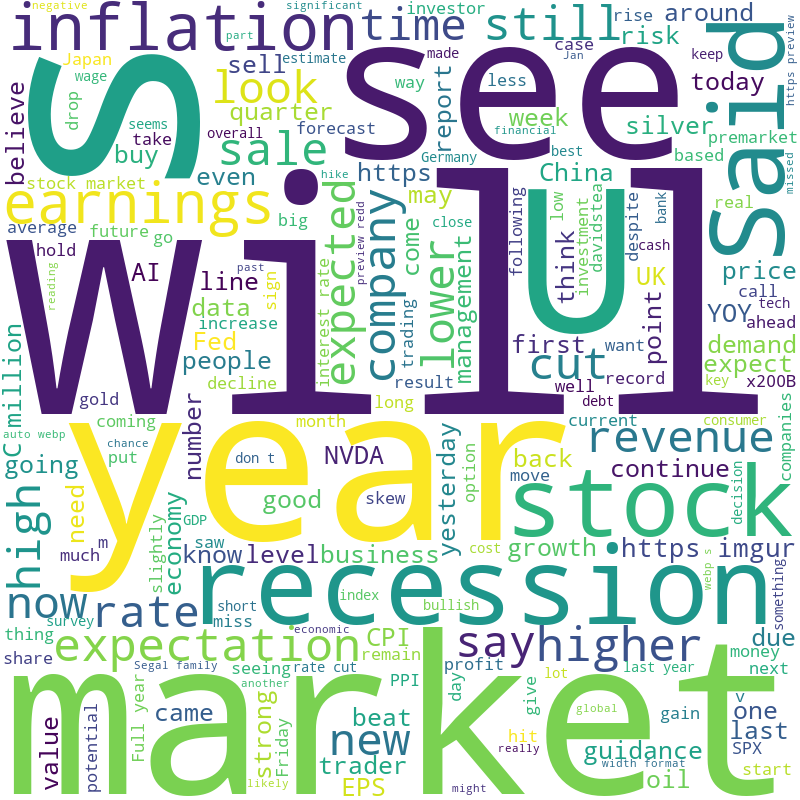 negative
significant
investor
rise
around
inflation
time
still
risk
part
estimate
case
Jan
keep
https preview
Japan
wage
sell
made
less
today
S
see
Said
look
way
believe
drop
seems
take
overall
quarter
report
week
forecast
financial
silver
premarket
buy
sale
Germany
best
based
missed
stock market
even
hike
https
China
earnings
expected
company
may
U
low
investment
davidstea
despite
bank
cash
real
average
future
go
big
preview redd
come
close
following
think
UK
price
hold
AI
line
past
lower
management
call
tech
YOY
ahead
will
reading
data
increase
sign
interest rate
trading
first
point
want
demand
Fed
people
decline
result
cut
well
record
expect
key
x200B
C
million
gold
long
debt
coming
month
current
consumer
companies
auto webp
put
chance
number
year
yesterday
option
back
revenue
going
don t
NVDA
move
continue
decision
need
good
skew
stock
high
GDP
economy
slightly
saw
much
m
know
level
business
cost
growth
https imgur
webp s
something
now
rate
recession
short
miss
index
bullish
survey
thing
economic
expectation
CPI
say
higher
due
share
Segal family
seeing
remain
rate cut
profit
lot
last year
money
next
another
PPI
day
give
v
value
potential
Full year
came
strong
Friday
beat
new
hit
really
global
gain
one
last
market
trader
guidance
SPX
width format
likely
EPS
might
oil
start